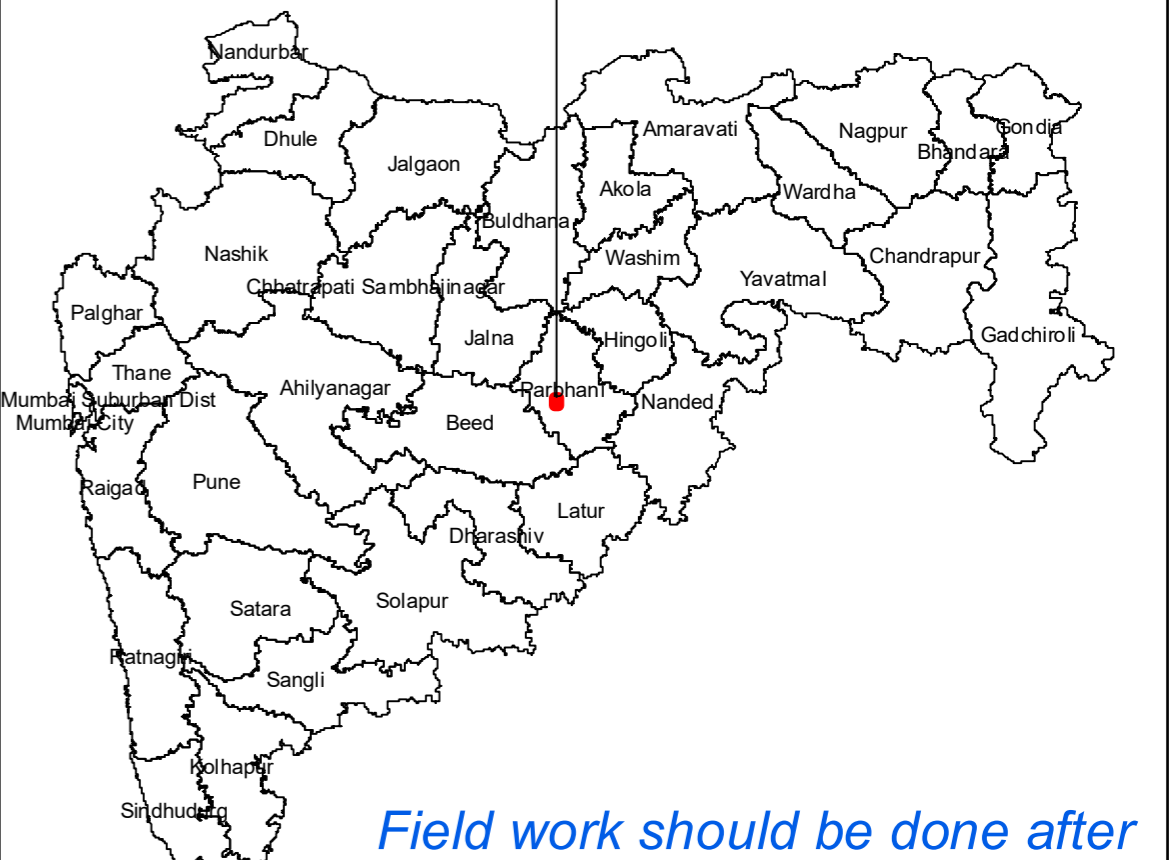 Nandurbar
Dhule
Jalgaon
Amaravati
Nagpur
Gondia
Bhandara
Akola
Wardha
Buldhana
Nashik
Washim
Chandrapur
Chhatrapati Sambhajinagar
Yavatmal
Palghar
Jalna
Hingoli
Gadchiroli
Thane
Ahilyanagar
Parbhani
Mumbai Suburban Dist
Nanded
Mumbai City
Beed
Raigad
Pune
Latur
Dharashiv
Satara
Solapur
Ratnagiri
Sangli
Kolhapur
Sindhudurg
Field work should be done after